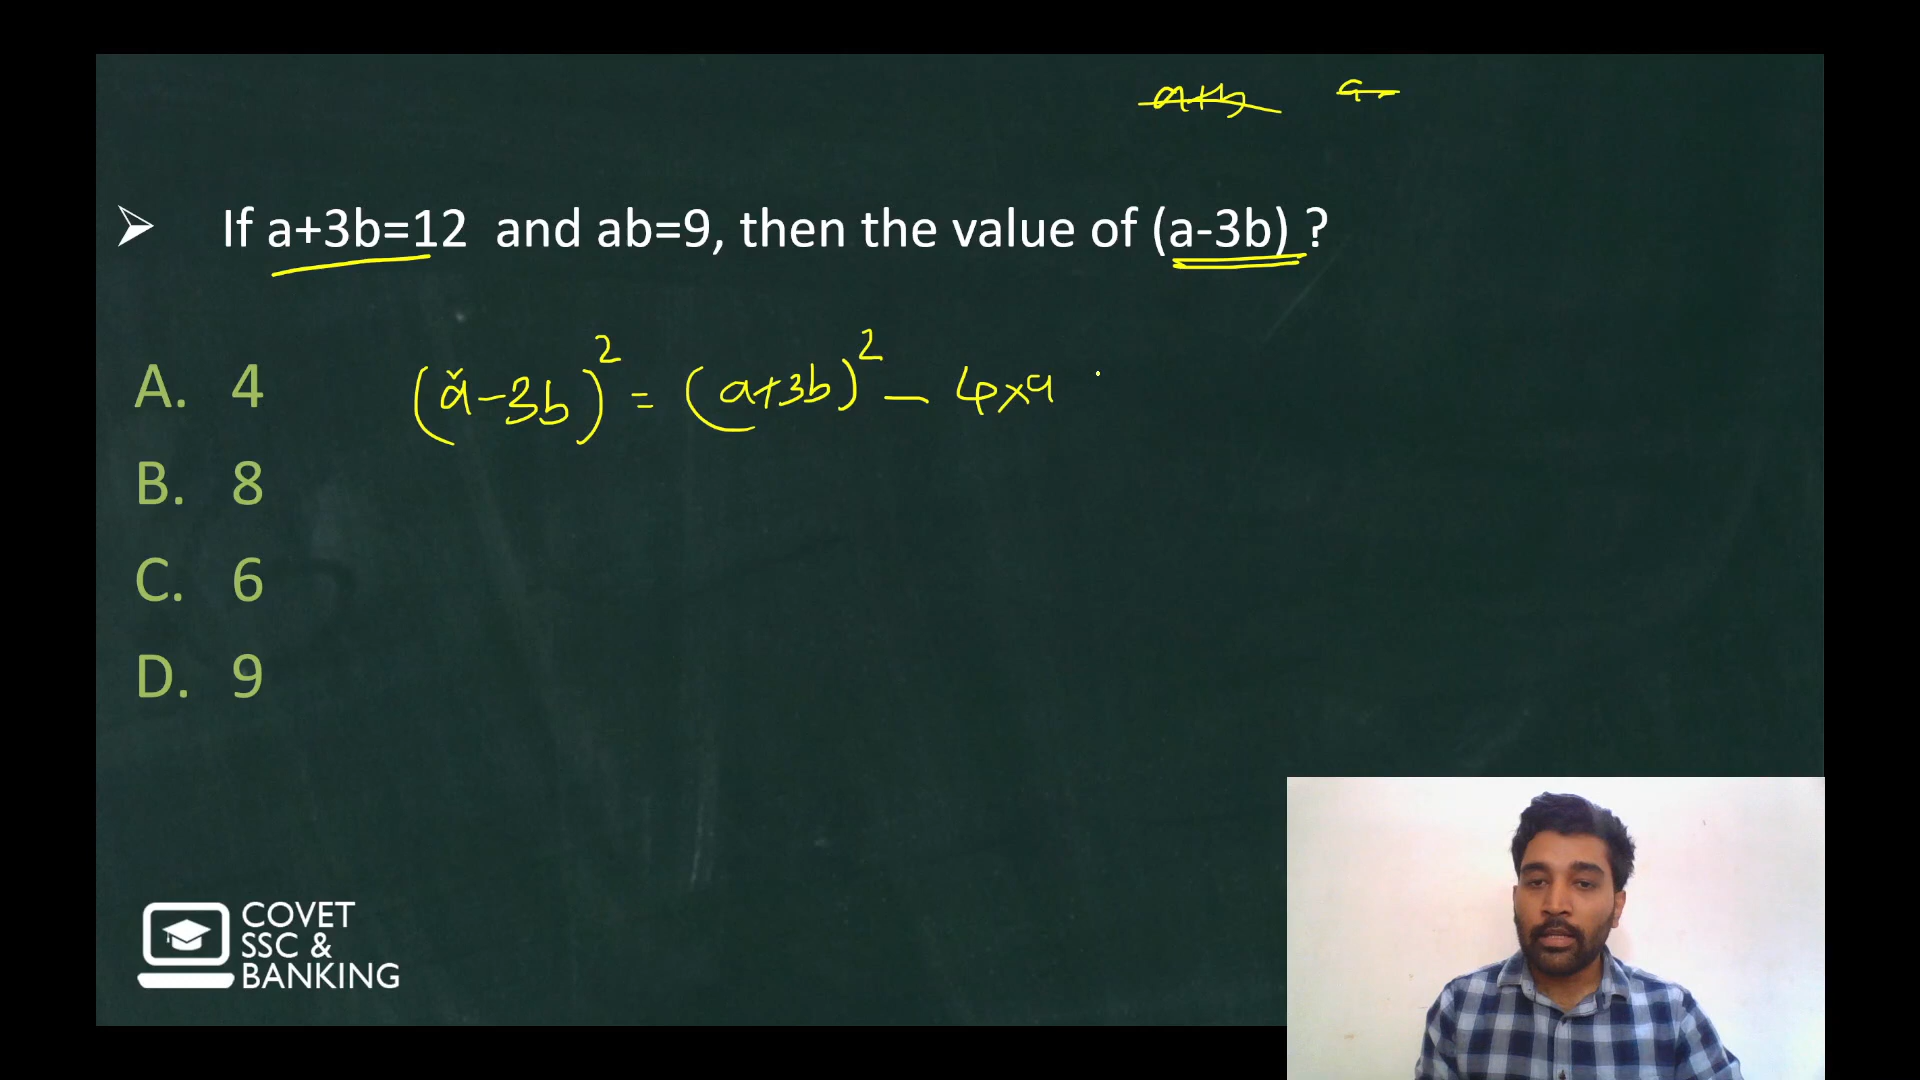 a+b a-
➢ If a+3b=12 and ab=9, then the value of (a-3b) ?
A. 4
(a-3b)² = (a+3b)² - 4×a
B. 8
C. 6
D. 9
COVET
SSC &
BANKING